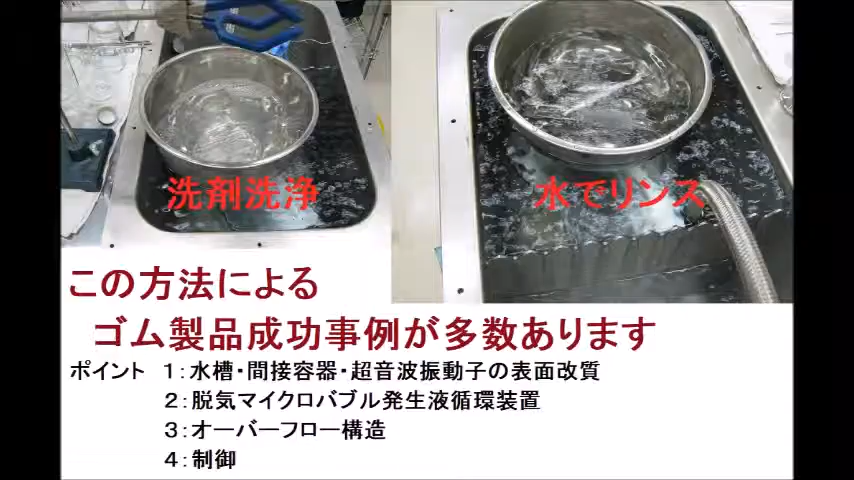 洗剤洗浄
水でリンス
この方法による
ゴム製品成功事例が多数あります
ポイント 1:水槽・間接容器・超音波振動子の表面改質
2:脱気マイクロバブル発生液循環装置
3:オーバーフロー構造
4:制御